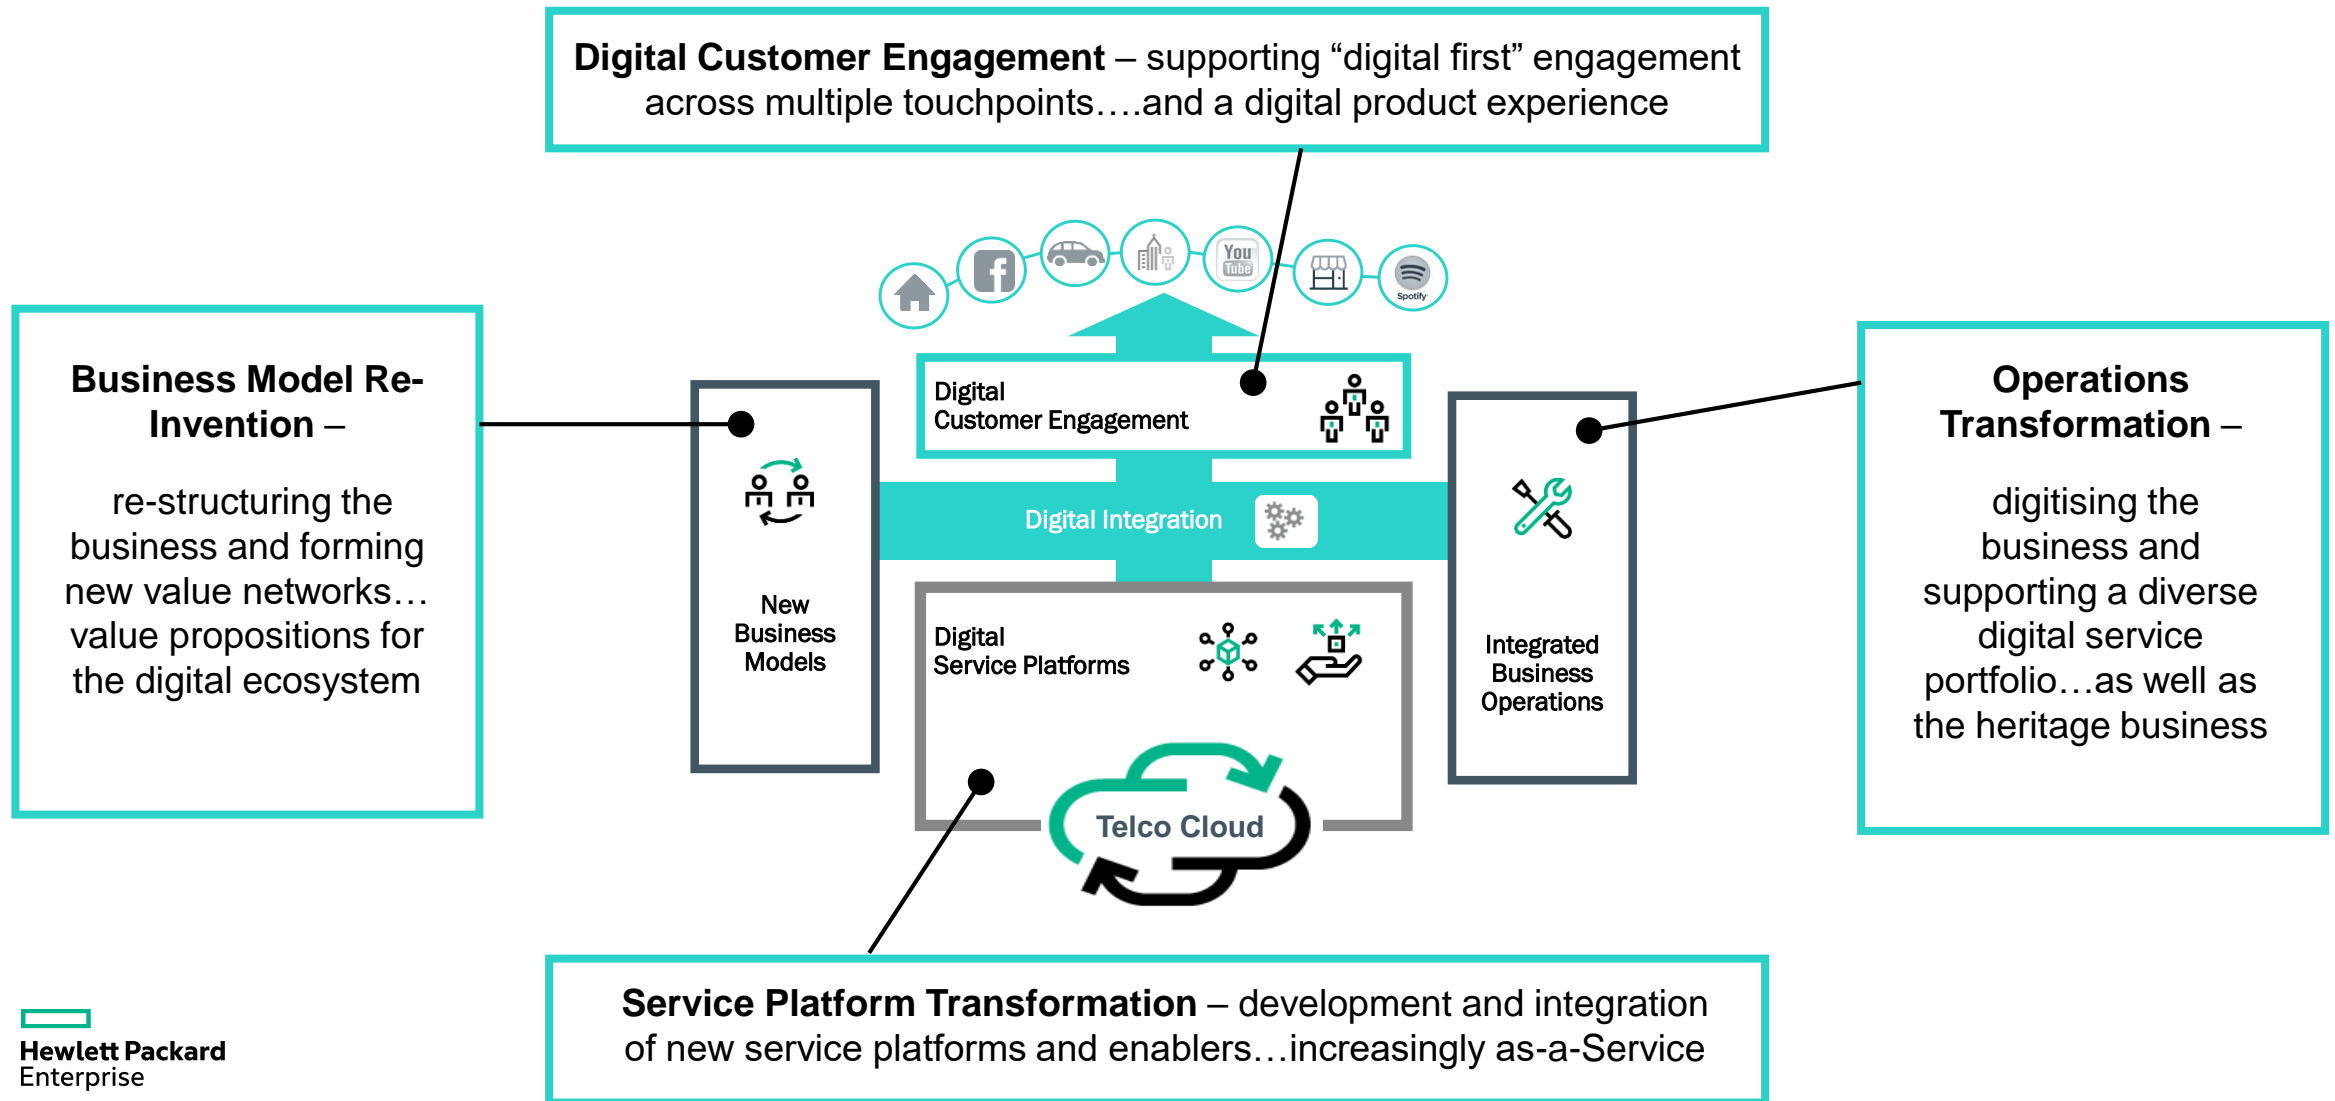 Digital Customer Engagement – supporting “digital first” engagement
across multiple touchpoints….and a digital product experience
You
Tube
Spotify
Business Model Re-
Invention –
re-structuring the
business and forming
new value networks…
value propositions for
the digital ecosystem
New
Business
Models
Digital
Customer Engagement
Digital Integration
Digital
Service Platforms
Telco Cloud
Integrated
Business
Operations
Operations
Transformation –
digitising the
business and
supporting a diverse
digital service
portfolio…as well as
the heritage business
Service Platform Transformation – development and integration
of new service platforms and enablers…increasingly as-a-Service
Hewlett Packard
Enterprise